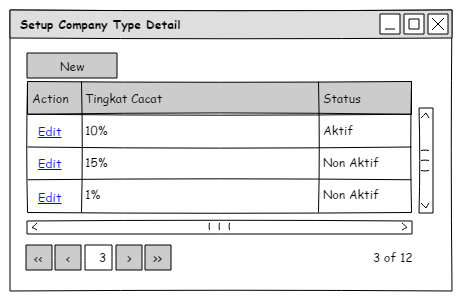 Setup Company Type Detail
New
Action Tingkat Cacat Status
Edit 10% Aktif
Edit 15% Non Aktif
Edit 1% Non Aktif
<< < 3 > >> 3 of 12